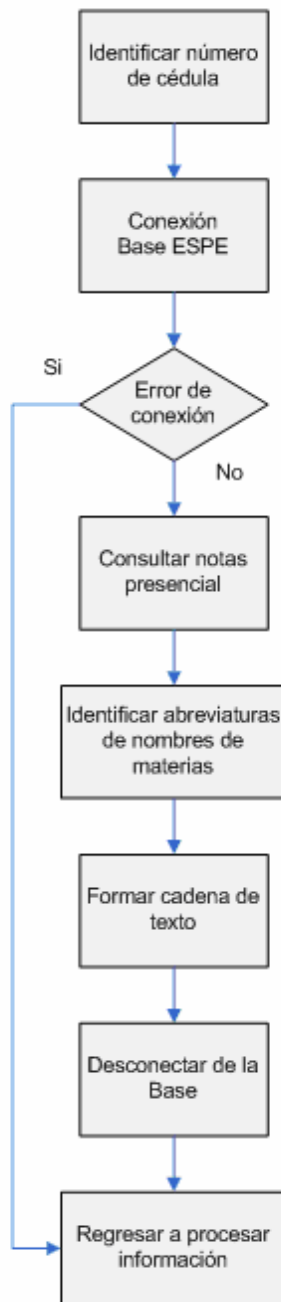 Identificar número
de cédula
Conexión
Base ESPE
Si
Error de
conexión
No
Consultar notas
presencial
Identificar abreviaturas
de nombres de
materias
Formar cadena de
texto
Desconectar de la
Base
Regresar a procesar
información